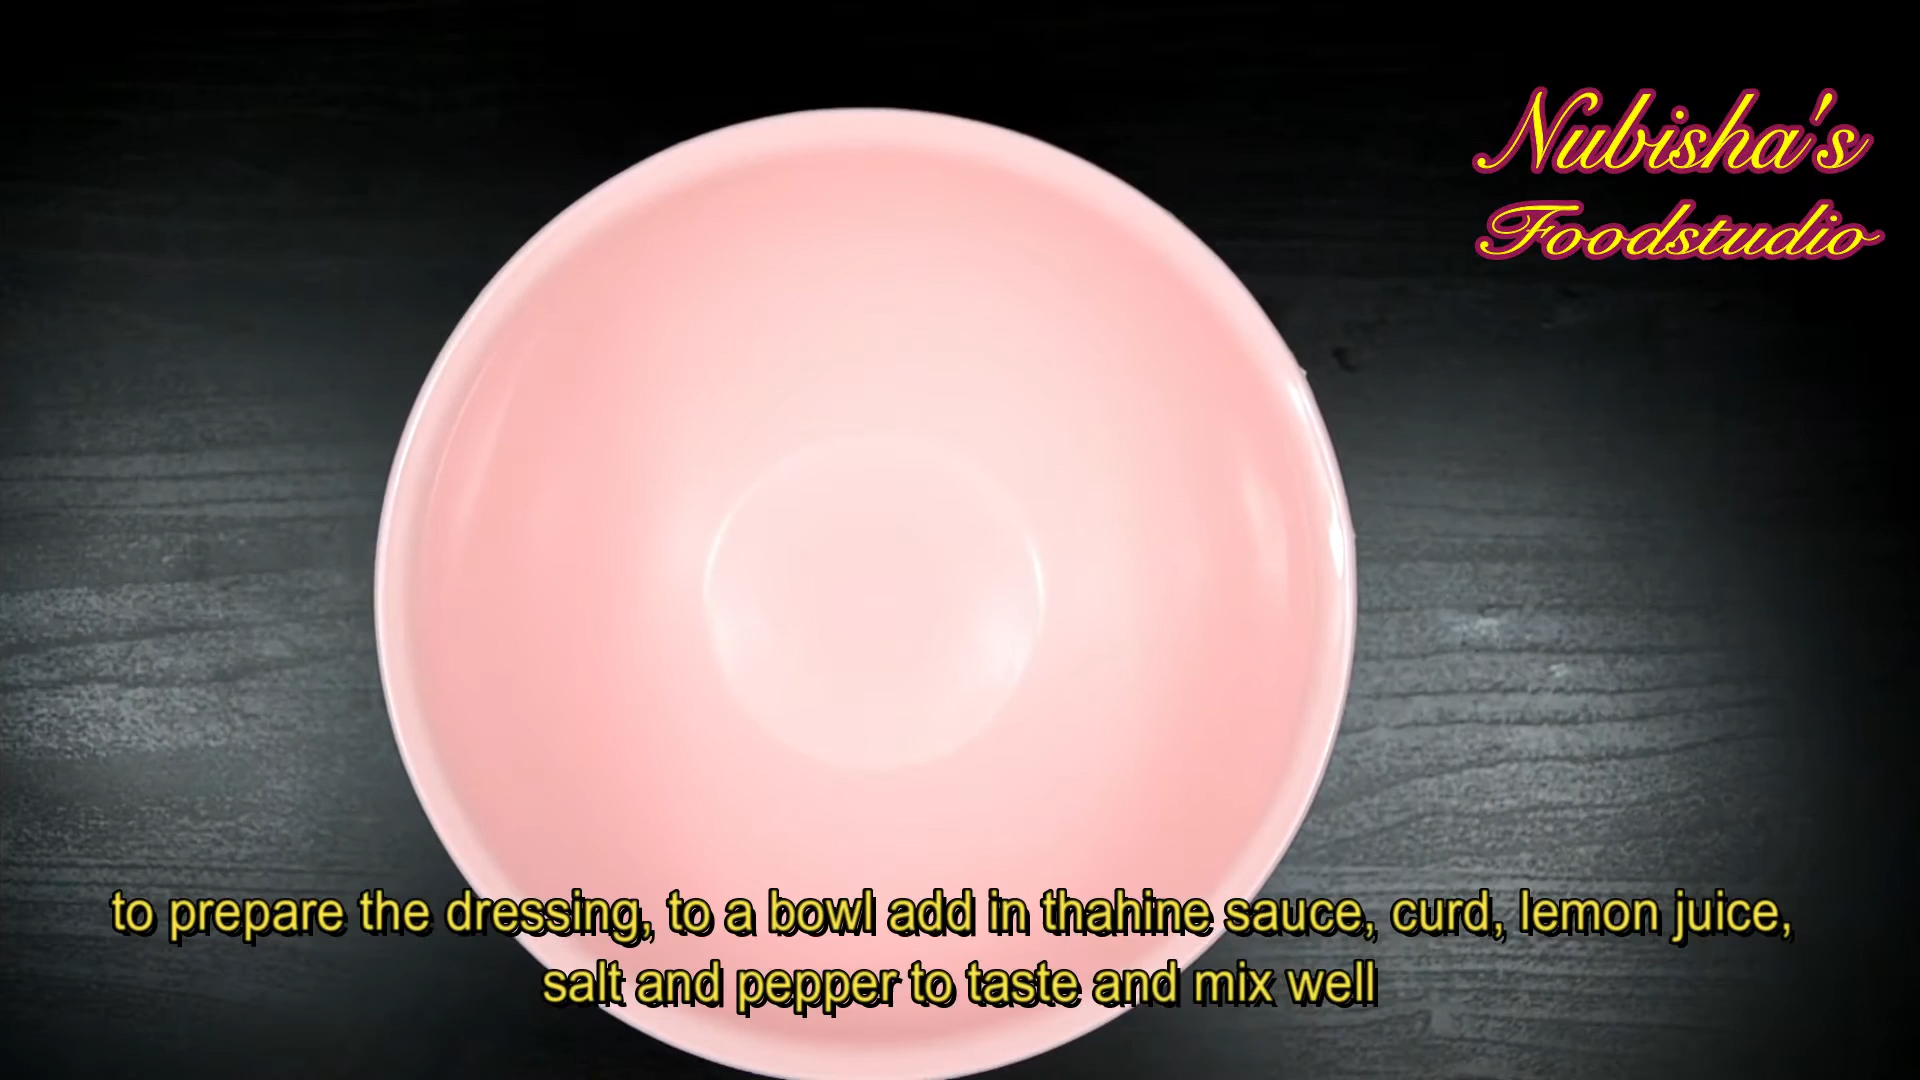 Nubisha's
Foodstudio
to prepare the dressing, to a bowl add in thahine sauce, curd, lemon juice,
salt and pepper to taste and mix well